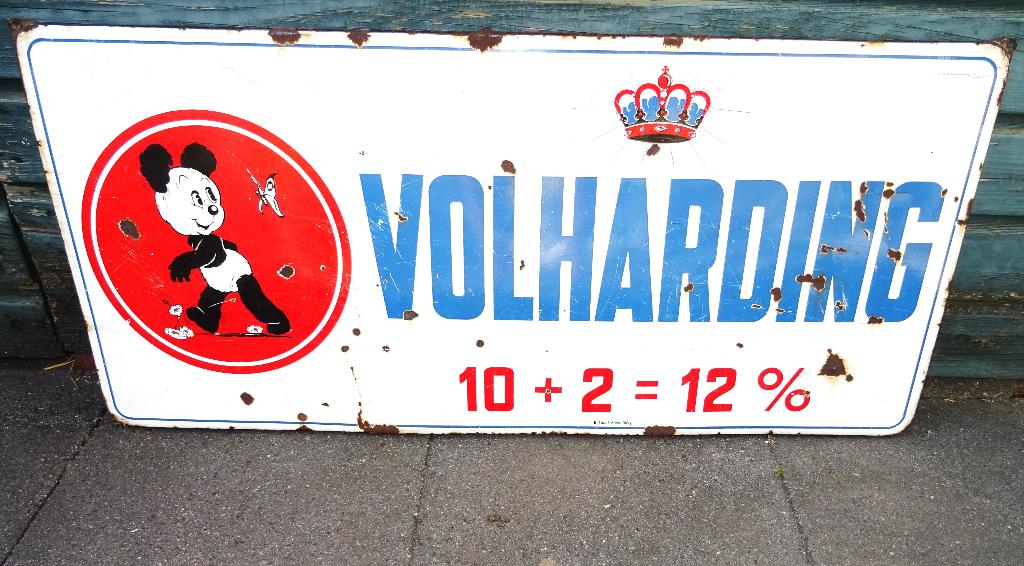 VOLHARDING
10 + 2 = 12 %